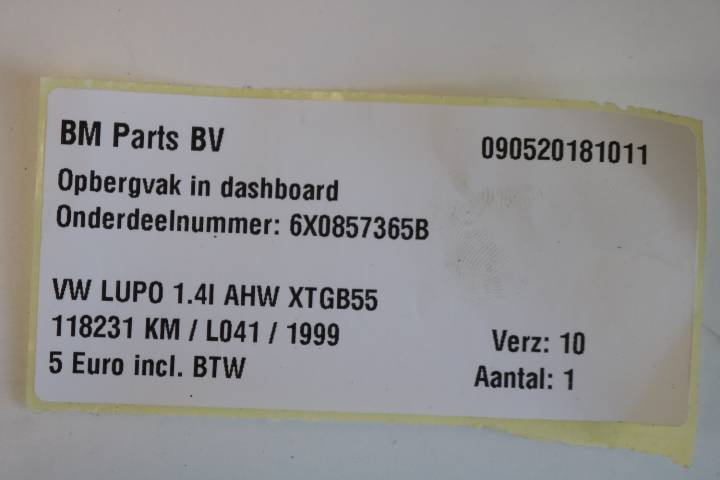 BM Parts BV
090520181011
Opbergvak in dashboard
Onderdeelnummer: 6X0857365B
VW LUPO 1.4I AHW XTGB55
118231 KM / L041 / 1999
Verz: 10
5 Euro incl. BTW
Aantal: 1